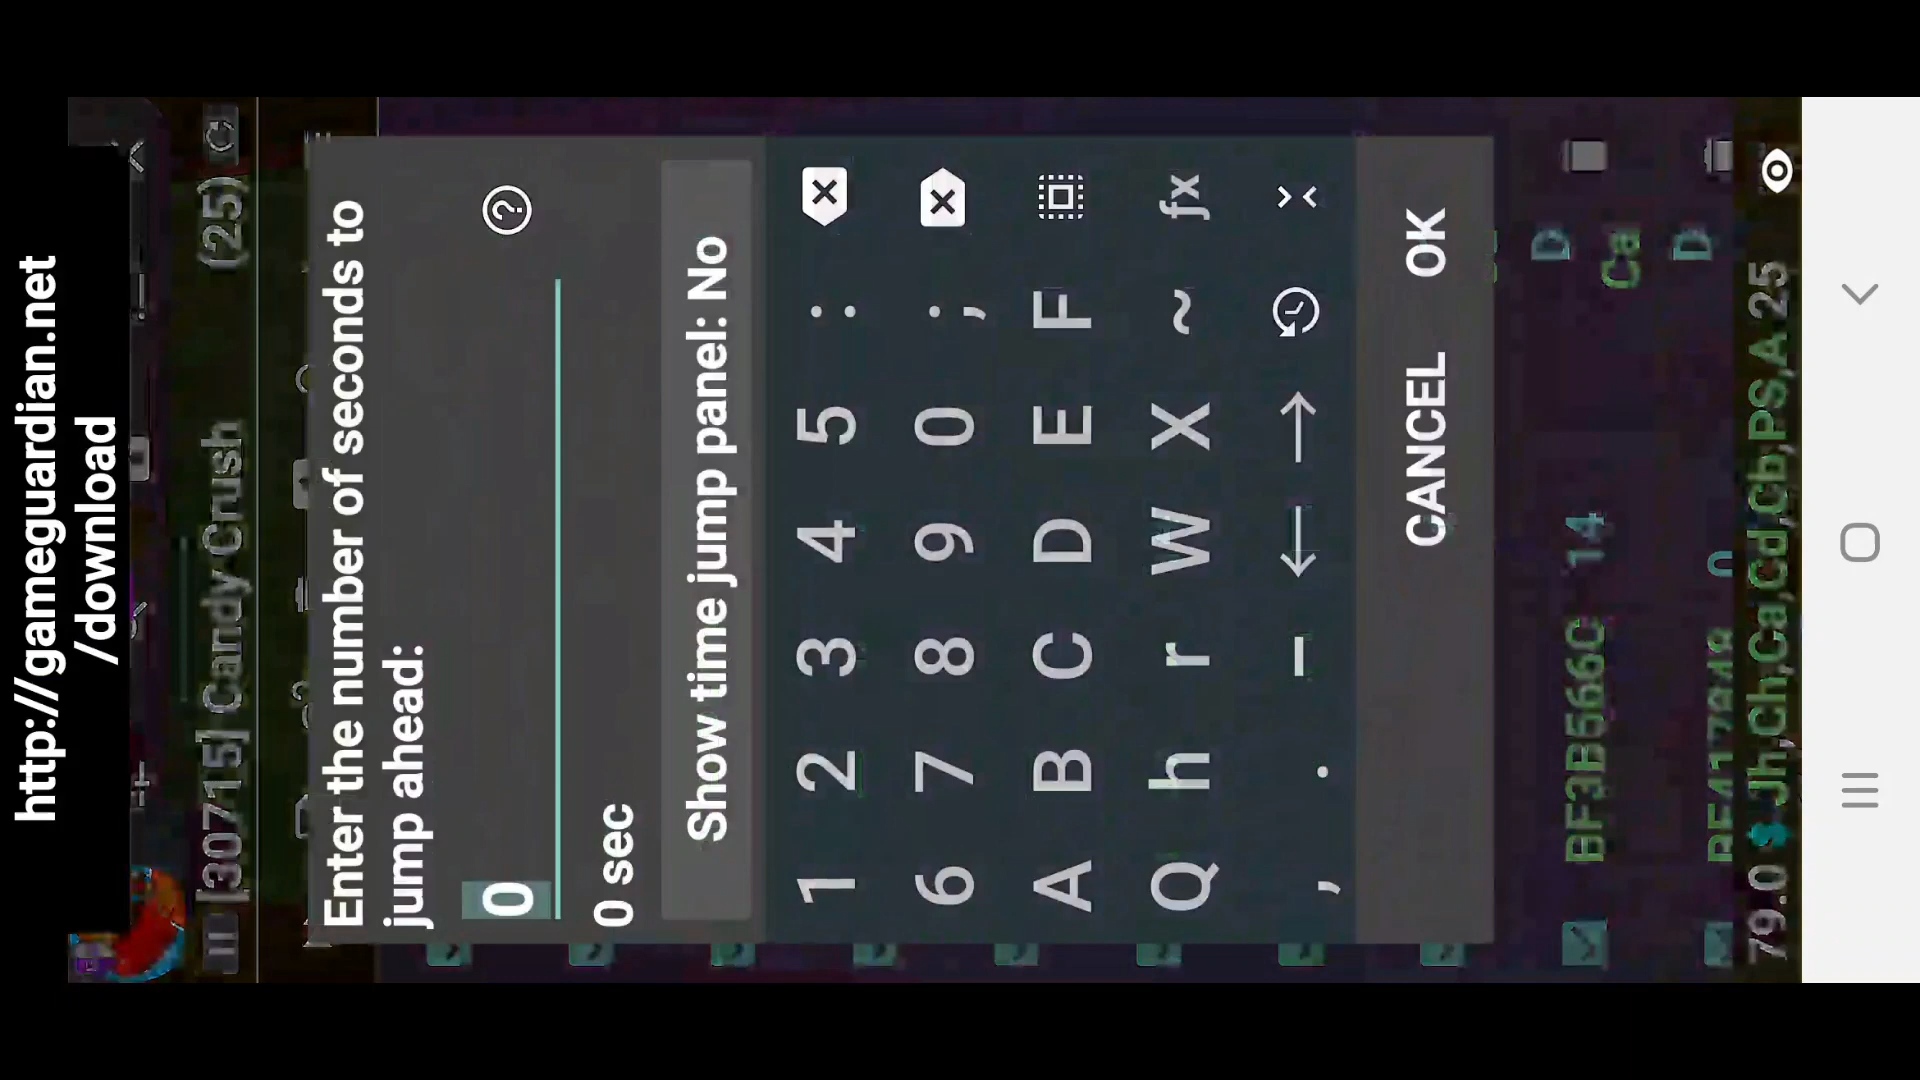 http://gameguardian.net
/download
[30715] Candy Crush (25)
Enter the number of seconds to
jump ahead:
0
0 sec
Show time jump panel: No
1 2 3 4 5 :
6 7 8 9 0 ;
A B C D E F
Q h r W X ~ ƒx
, . – ← →
CANCEL OK
D
BF3B566C 14 Ca
D
79.0 $ Jh,Ch,Ca,Cd,Cb,PS,A 25